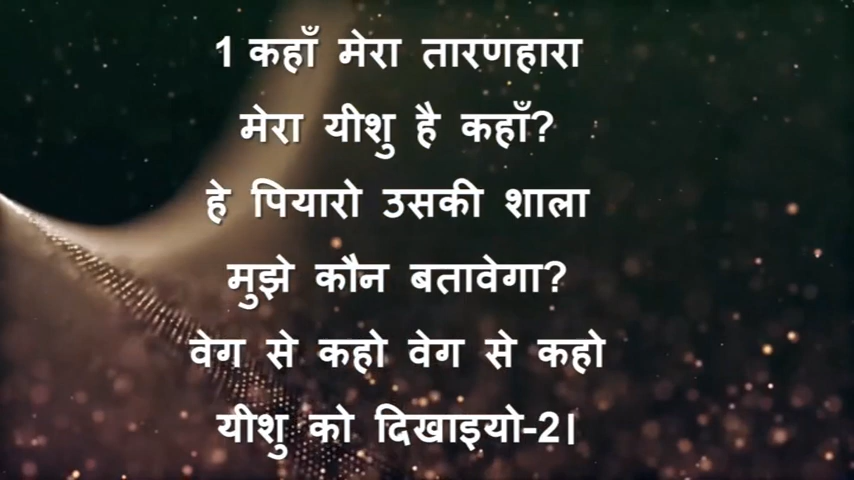 1 कहाँ मेरा तारणहारा
मेरा यीशु है कहाँ?
हे पियारो उसकी शाला
मुझे कौन बतावेगा?
वेग से कहो वेग से कहो
यीशु को दिखाइयो-2।